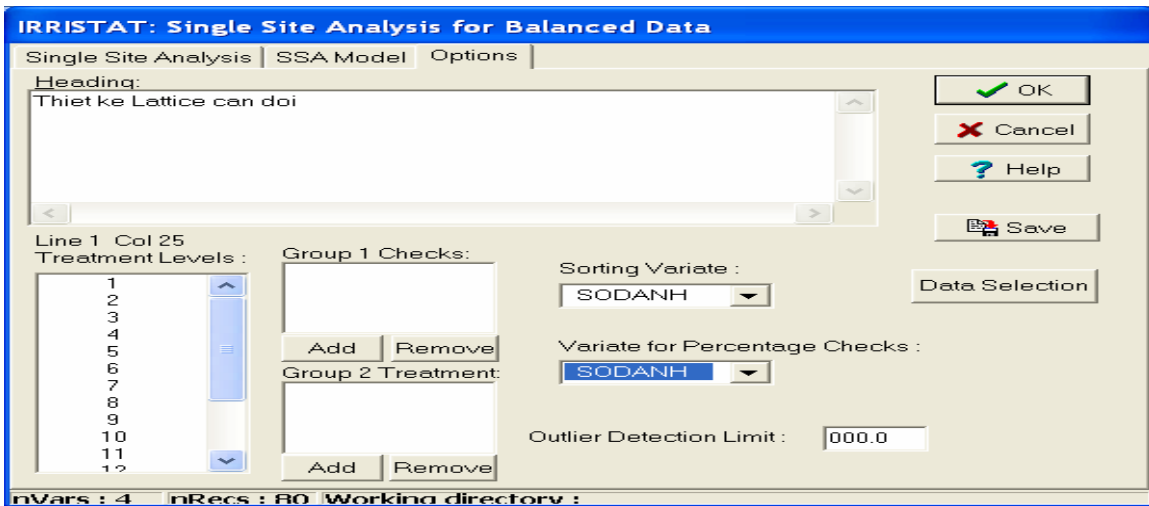 IRRISTAT: Single Site Analysis for Balanced Data
Single Site Analysis SSA Model Options
Heading:
Thiet ke Lattice can doi
OK
Cancel
? Help
Save
Line 1 Col 25
Treatment Levels :
1
2
3
4
5
6
7
8
9
10
11
12
Group 1 Checks:
Add Remove
Group 2 Treatment:
Add Remove
Sorting Variate :
SODANH
Variate for Percentage Checks :
SODANH
Outlier Detection Limit : 000.0
Data Selection
nVars : 4 nRecs : 80 Working directory :